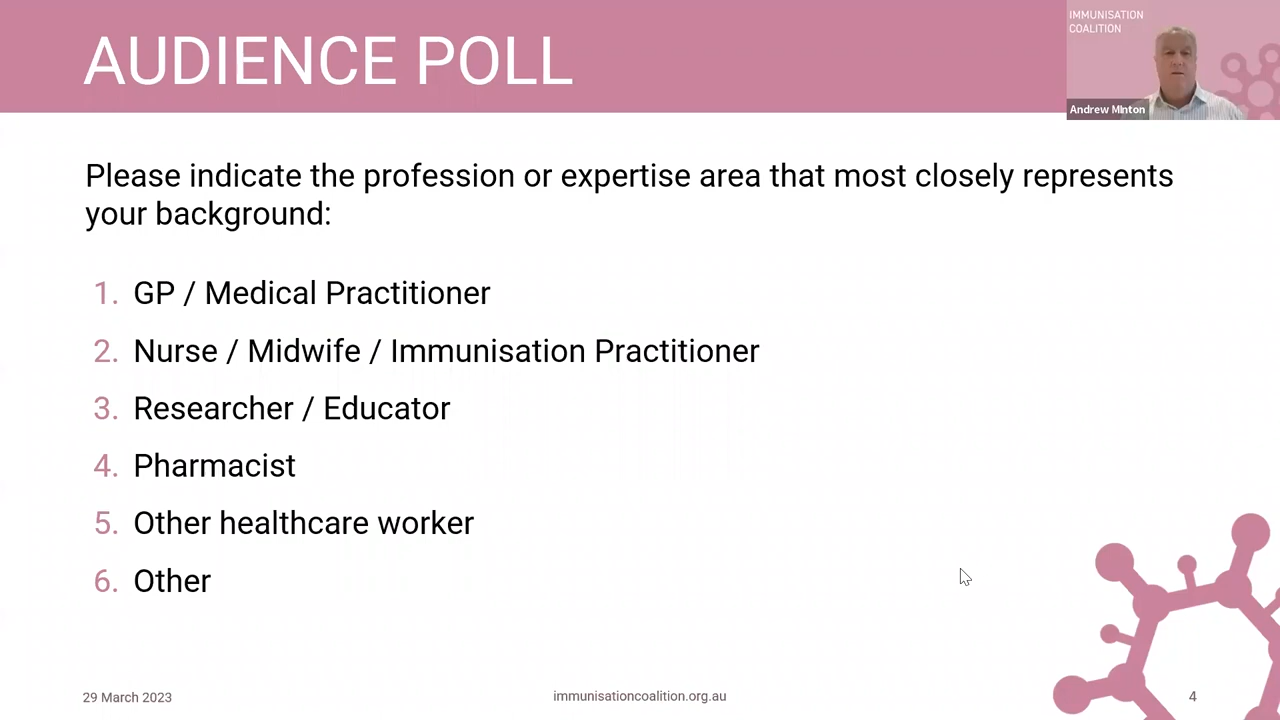 AUDIENCE POLL
IMMUNISATION
COALITION
Andrew Minton
Please indicate the profession or expertise area that most closely represents
your background:
1. GP / Medical Practitioner
2. Nurse / Midwife / Immunisation Practitioner
3. Researcher / Educator
4. Pharmacist
5. Other healthcare worker
6. Other
29 March 2023
immunisationcoalition.org.au
4